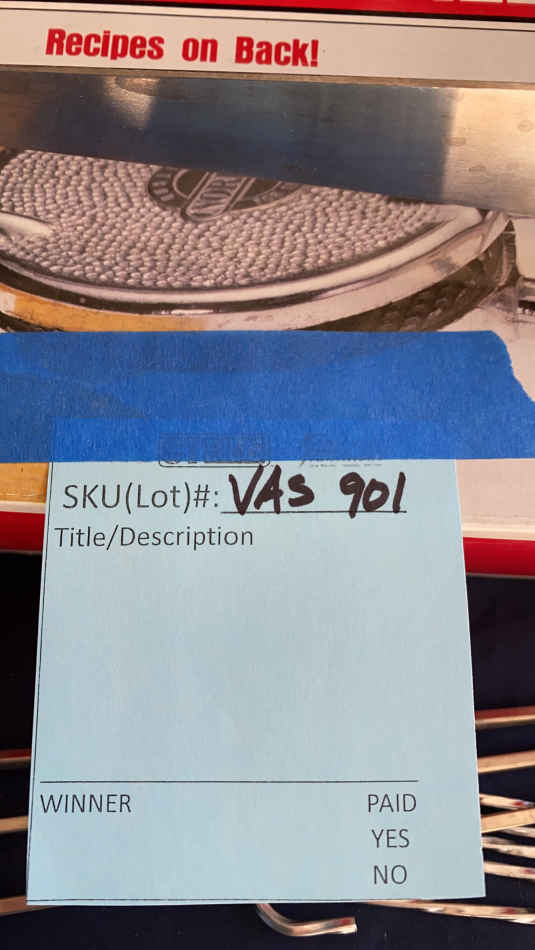 Recipes on Back!
SKU(Lot)#: VAS 901
Title/Description
WINNER
PAID
YES
NO